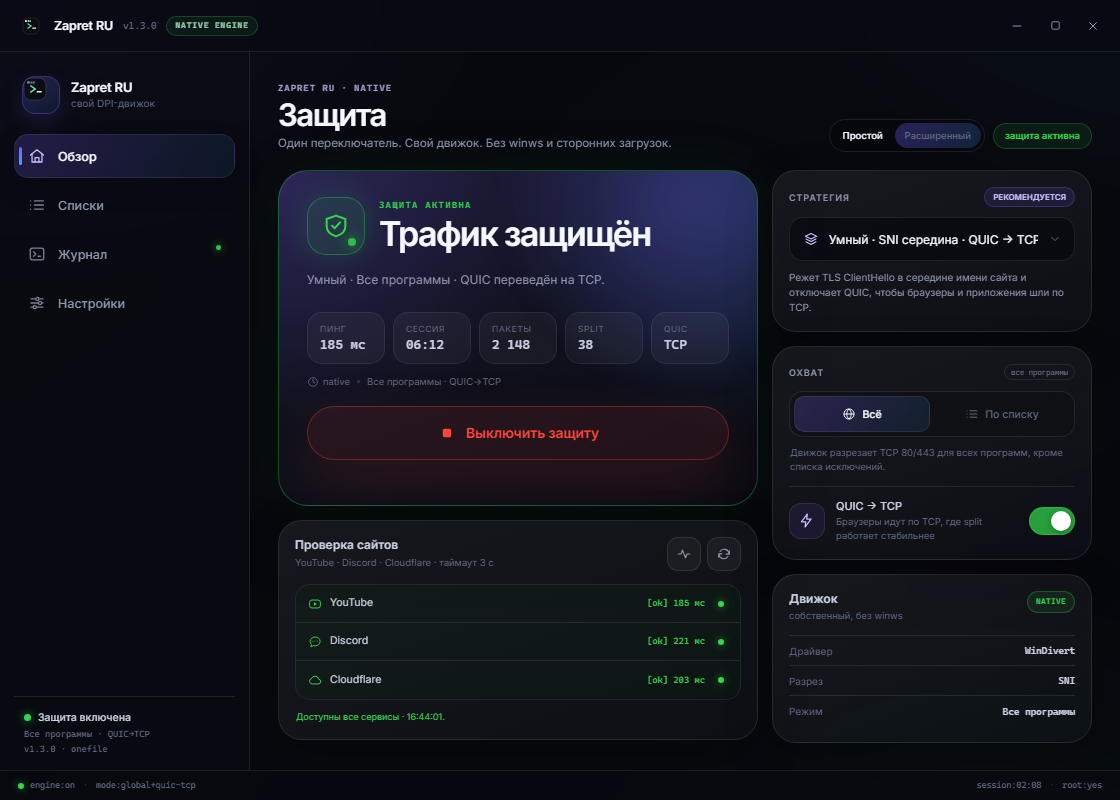 Zapret RU v1.3.0 NATIVE ENGINE
Zapret RU
свой DPI-движок
Обзор
Списки
Журнал
Настройки
Защита включена
Все программы · QUIC→TCP
v1.3.0 · onefile
ZAPRET RU · NATIVE
Защита
Один переключатель. Свой движок. Без winws и сторонних загрузок.
Простой Расширенный защита активна
ЗАЩИТА АКТИВНА
Трафик защищён
Умный · Все программы · QUIC переведён на TCP.
ПИНГ СЕССИЯ ПАКЕТЫ SPLIT QUIC
185 мс 06:12 2 148 38 TCP
native • Все программы · QUIC→TCP
Выключить защиту
Проверка сайтов
YouTube · Discord · Cloudflare · таймаут 3 с
YouTube [ok] 185 мс
Discord [ok] 221 мс
Cloudflare [ok] 203 мс
Доступны все сервисы · 16:44:01.
СТРАТЕГИЯ РЕКОМЕНДУЕТСЯ
Умный · SNI середина · QUIC → TCP
Режет TLS ClientHello в середине имени сайта и
отключает QUIC, чтобы браузеры и приложения шли по
TCP.
ОХВАТ все программы
Всё По списку
Движок разрезает TCP 80/443 для всех программ, кроме
списка исключений.
QUIC → TCP
Браузеры идут по TCP, где split
работает стабильнее
Движок NATIVE
собственный, без winws
Драйвер WinDivert
Разрез SNI
Режим Все программы
engine:on · mode:global+quic-tcp session:02:08 · root:yes